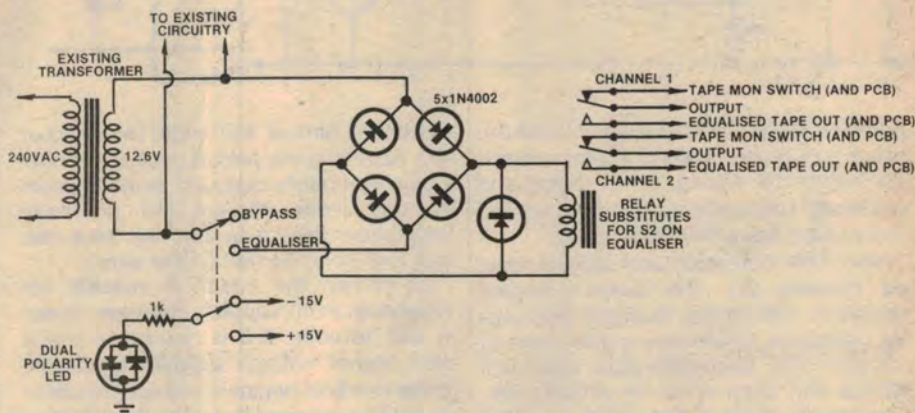 TO EXISTING
CIRCUITRY
EXISTING
TRANSFORMER
240VAC
12.6V
5x1N4002
BYPASS
EQUALISER
1k
−15V
+15V
DUAL
POLARITY
LED
CHANNEL 1
TAPE MON SWITCH (AND PCB)
OUTPUT
EQUALISED TAPE OUT (AND PCB)
TAPE MON SWITCH (AND PCB)
OUTPUT
EQUALISED TAPE OUT (AND PCB)
CHANNEL 2
RELAY
SUBSTITUTES
FOR S2 ON
EQUALISER